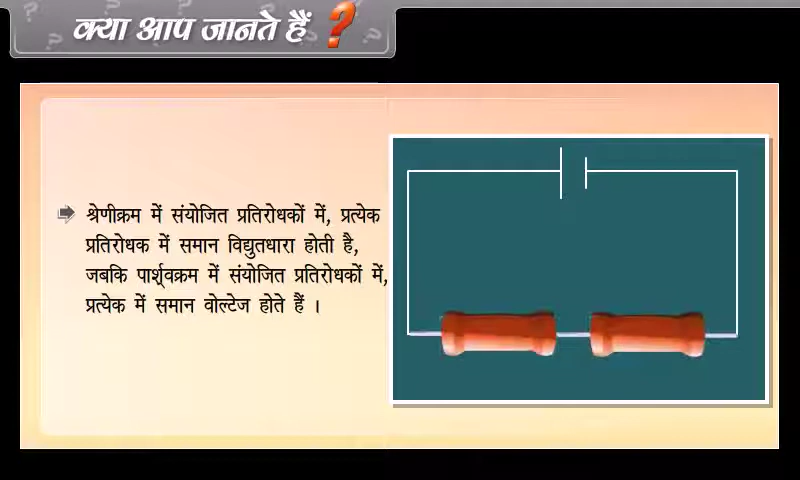 क्या आप जानते हैं ?
श्रेणीक्रम में संयोजित प्रतिरोधकों में, प्रत्येक
प्रतिरोधक में समान विद्युतधारा होती है,
जबकि पार्श्र्वक्रम में संयोजित प्रतिरोधकों में,
प्रत्येक में समान वोल्टेज होते हैं ।